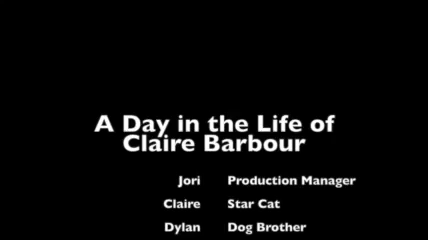 A Day in the Life of
Claire Barbour
Jori Production Manager
Claire Star Cat
Dylan Dog Brother